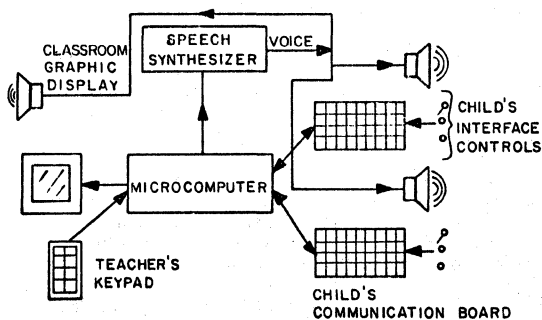 CLASSROOM
GRAPHIC
DISPLAY
SPEECH
SYNTHESIZER
VOICE
CHILD'S
INTERFACE
CONTROLS
MICROCOMPUTER
TEACHER'S
KEYPAD
CHILD'S
COMMUNICATION BOARD